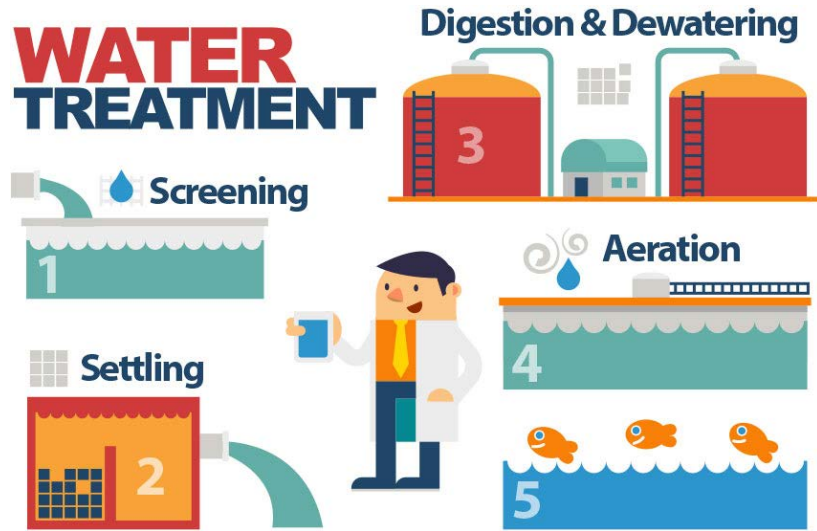 WATER
TREATMENT
Screening
1
Settling
2
Digestion & Dewatering
3
Aeration
4
5